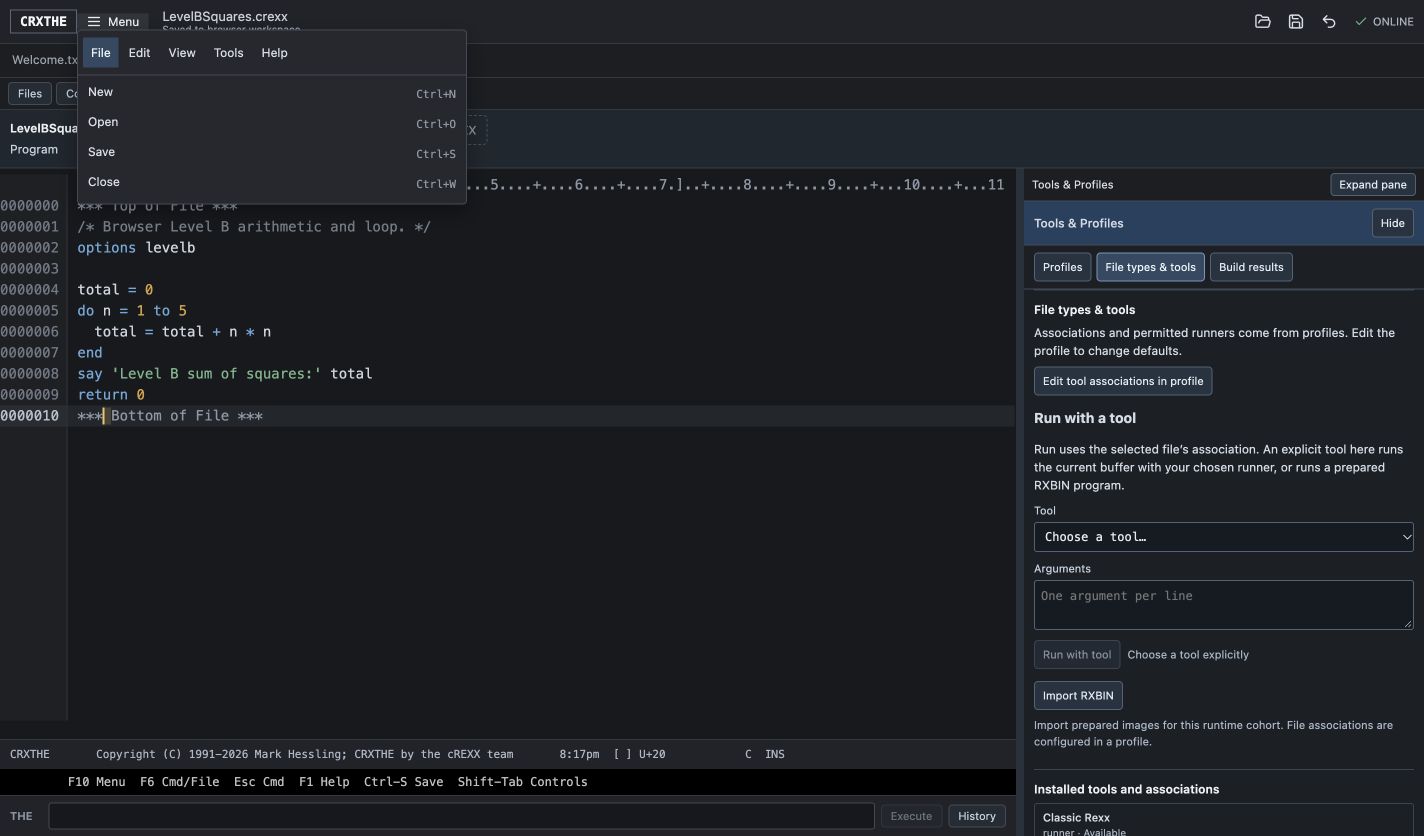 CRXTHE
Menu
LevelBSquares.crexx
Saved to browser workspace
ONLINE
File Edit View Tools Help
New Ctrl+N
Open Ctrl+O
Save Ctrl+S
Close Ctrl+W
Files
Program
...5....+....6....+....7.]..+....8....+....9....+...10....+...11
0000000 *** Top of File ***
0000001 /* Browser Level B arithmetic and loop. */
0000002 options levelb
0000003
0000004 total = 0
0000005 do n = 1 to 5
0000006 total = total + n * n
0000007 end
0000008 say 'Level B sum of squares:' total
0000009 return 0
0000010 *** Bottom of File ***
CRXTHE Copyright (C) 1991-2026 Mark Hessling; CRXTHE by the cREXX team 8:17pm [ ] U+20 C INS
F10 Menu F6 Cmd/File Esc Cmd F1 Help Ctrl-S Save Shift-Tab Controls
THE Execute History
Tools & Profiles Expand pane
Tools & Profiles Hide
Profiles File types & tools Build results
File types & tools
Associations and permitted runners come from profiles. Edit the
profile to change defaults.
Edit tool associations in profile
Run with a tool
Run uses the selected file's association. An explicit tool here runs
the current buffer with your chosen runner, or runs a prepared
RXBIN program.
Tool
Choose a tool…
Arguments
One argument per line
Run with tool Choose a tool explicitly
Import RXBIN
Import prepared images for this runtime cohort. File associations are
configured in a profile.
Installed tools and associations
Classic Rexx
runner · Available